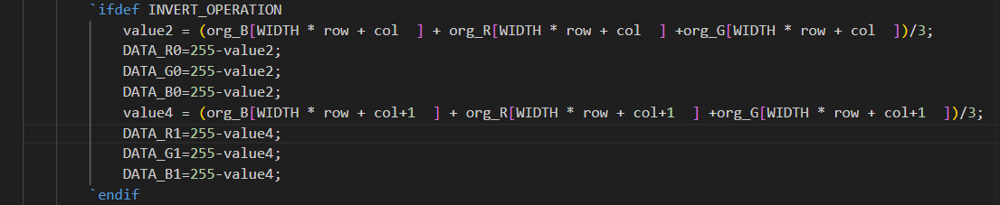 `ifdef INVERT_OPERATION
value2 = (org_B[WIDTH * row + col  ] + org_R[WIDTH * row + col  ] +org_G[WIDTH * row + col  ])/3;
DATA_R0=255-value2;
DATA_G0=255-value2;
DATA_B0=255-value2;
value4 = (org_B[WIDTH * row + col+1  ] + org_R[WIDTH * row + col+1  ] +org_G[WIDTH * row + col+1  ])/3;
DATA_R1=255-value4;
DATA_G1=255-value4;
DATA_B1=255-value4;
`endif